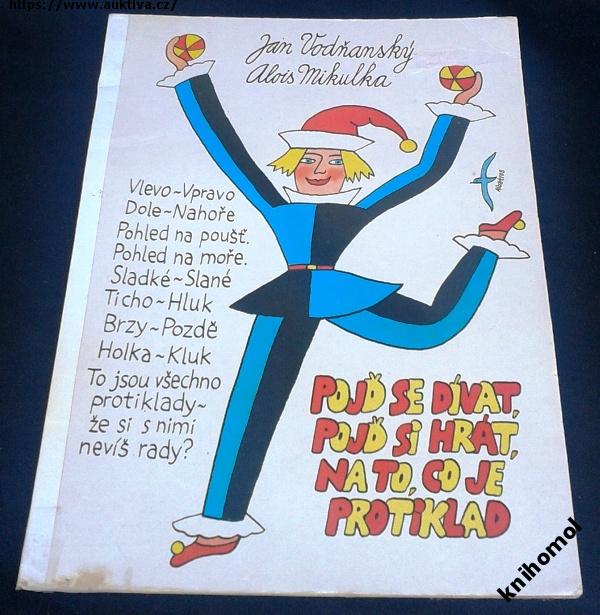 https://www.auktiva.cz/
Jan Vodňanský
Alois Mikulka
Albatros
Vlevo~Vpravo
Dole~Nahoře
Pohled na poušť.
Pohled na moře.
Sladké~Slané
Ticho~Hluk
Brzy~Pozdě
Holka~Kluk
To jsou všechno
protiklady~
že si s nimi
nevíš rady?
POJĎ SE DÍVAT,
POJĎ SI HRÁT,
NA TO, CO JE
PROTIKLAD
knihomol